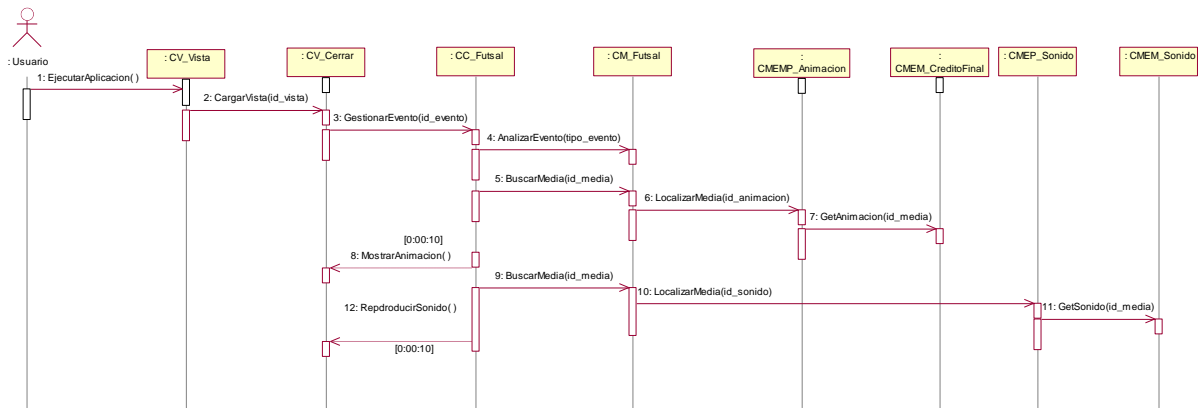 : Usuario
: CV_Vista
: CV_Cerrar
: CC_Futsal
: CM_Futsal
:
CMEMP_Animacion
:
CMEM_CreditoFinal
: CMEP_Sonido
: CMEM_Sonido
1: EjecutarAplicacion( )
2: CargarVista(id_vista)
3: GestionarEvento(id_evento)
4: AnalizarEvento(tipo_evento)
5: BuscarMedia(id_media)
6: LocalizarMedia(id_animacion)
7: GetAnimacion(id_media)
[0:00:10]
8: MostrarAnimacion( )
9: BuscarMedia(id_media)
10: LocalizarMedia(id_sonido)
11: GetSonido(id_media)
12: RepdroducirSonido( )
[0:00:10]